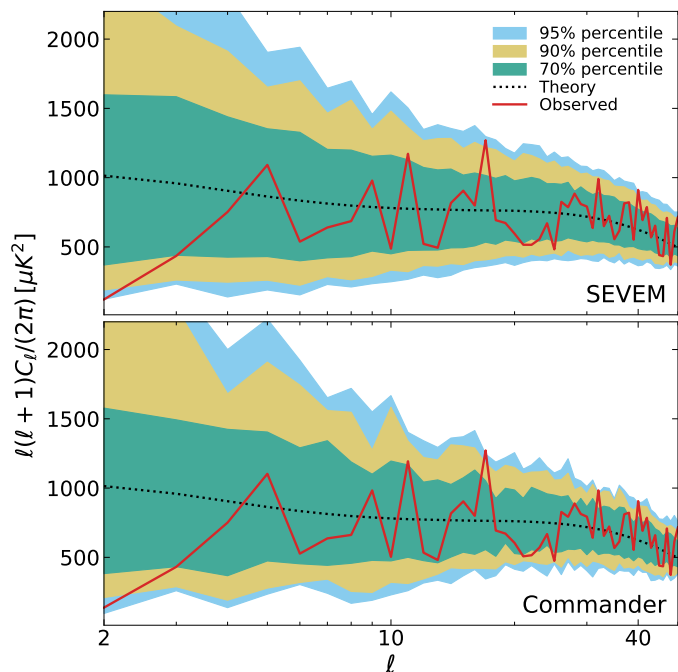 2000
1500
1000
500
95% percentile
90% percentile
70% percentile
Theory
Observed
SEVEM
ℓ(ℓ + 1)Cℓ/(2π) [μK²]
2000
1500
1000
500
Commander
2
10
40
ℓ